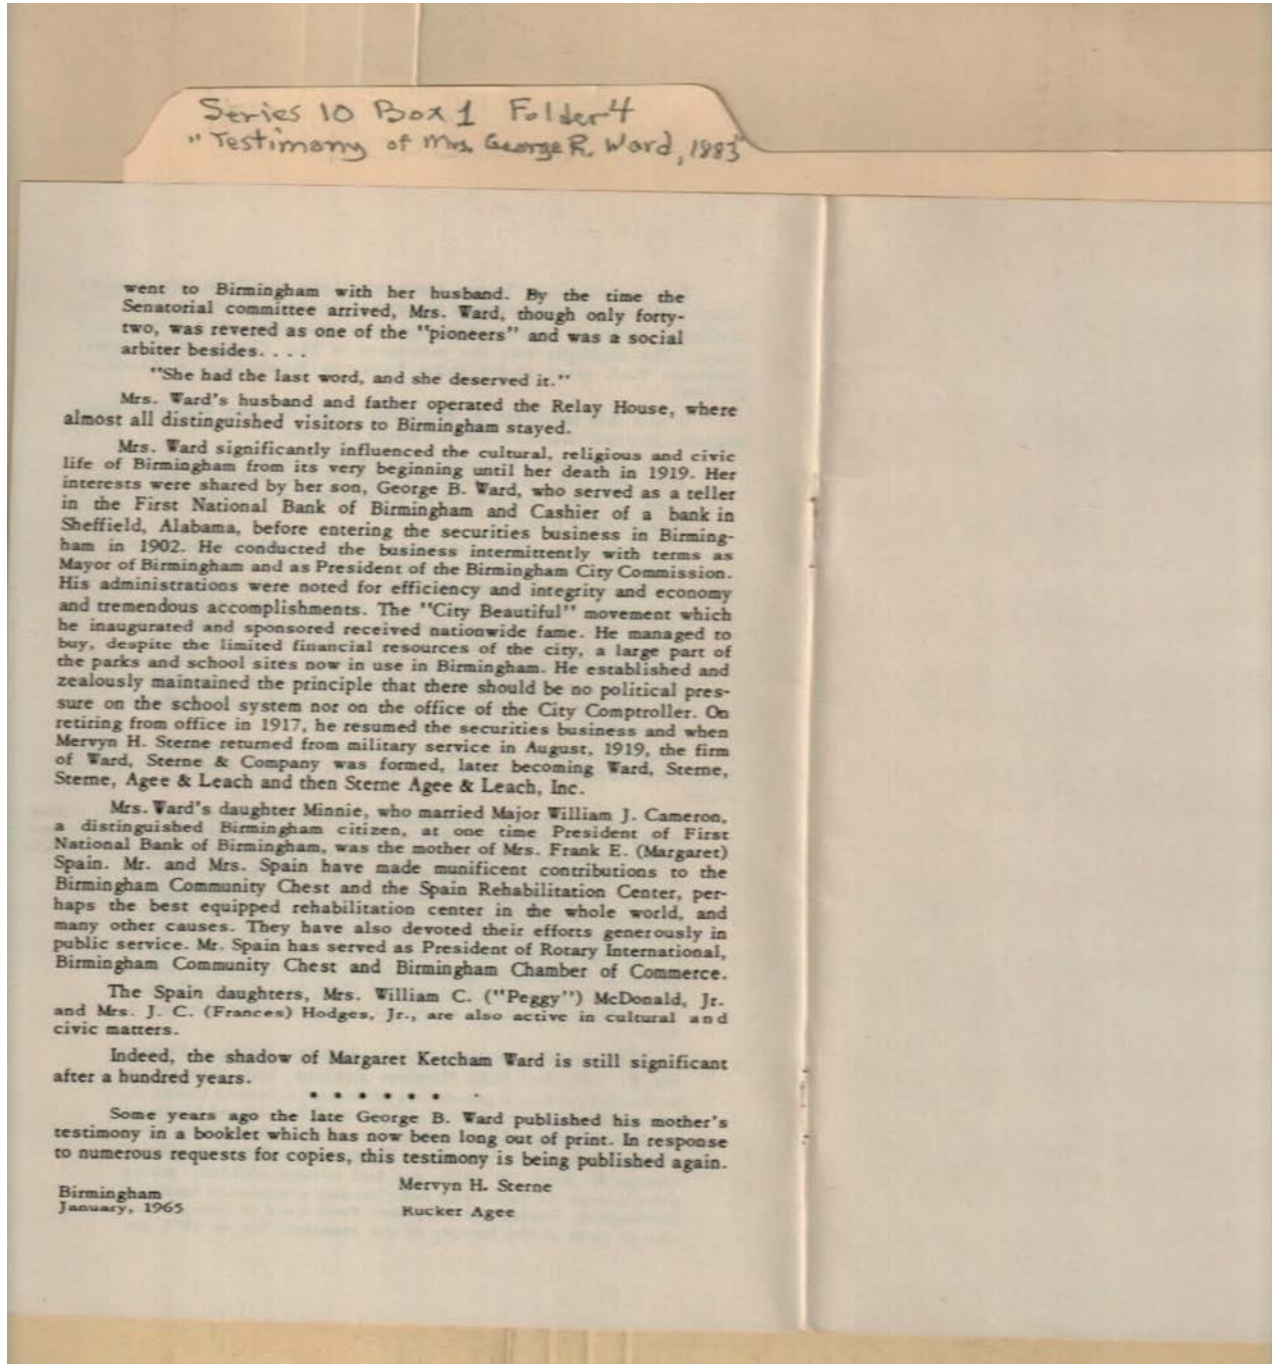 Series 10 Box 1 Folder 4
"Testimony of Mrs. George R. Ward, 1883"
went to Birmingham with her husband. By the time the
Senatorial committee arrived, Mrs. Ward, though only forty-
two, was revered as one of the "pioneers" and was a social
arbiter besides. . . .
"She had the last word, and she deserved it."
Mrs. Ward's husband and father operated the Relay House, where
almost all distinguished visitors to Birmingham stayed.
Mrs. Ward significantly influenced the cultural, religious and civic
life of Birmingham from its very beginning until her death in 1919. Her
interests were shared by her son, George B. Ward, who served as a teller
in the First National Bank of Birmingham and Cashier of a bank in
Sheffield, Alabama, before entering the securities business in Birming-
ham in 1902. He conducted the business intermittently with terms as
Mayor of Birmingham and as President of the Birmingham City Commission.
His administrations were noted for efficiency and integrity and economy
and tremendous accomplishments. The "City Beautiful" movement which
he inaugurated and sponsored received nationwide fame. He managed to
buy, despite the limited financial resources of the city, a large part of
the parks and school sites now in use in Birmingham. He established and
zealously maintained the principle that there should be no political pres-
sure on the school system nor on the office of the City Comptroller. On
retiring from office in 1917, he resumed the securities business and when
Mervyn H. Sterne returned from military service in August, 1919, the firm
of Ward, Sterne & Company was formed, later becoming Ward, Sterne,
Sterne, Agee & Leach and then Sterne Agee & Leach, Inc.
Mrs. Ward's daughter Minnie, who married Major William J. Cameron,
a distinguished Birmingham citizen, at one time President of First
National Bank of Birmingham, was the mother of Mrs. Frank E. (Margaret)
Spain. Mr. and Mrs. Spain have made munificent contributions to the
Birmingham Community Chest and the Spain Rehabilitation Center, per-
haps the best equipped rehabilitation center in the whole world, and
many other causes. They have also devoted their efforts generously in
public service. Mr. Spain has served as President of Rotary International,
Birmingham Community Chest and Birmingham Chamber of Commerce.
The Spain daughters, Mrs. William C. ("Peggy") McDonald, Jr.
and Mrs. J. C. (Frances) Hodges, Jr., are also active in cultural and
civic matters.
Indeed, the shadow of Margaret Ketcham Ward is still significant
after a hundred years.
. . . . . . .
Some years ago the late George B. Ward published his mother's
testimony in a booklet which has now been long out of print. In response
to numerous requests for copies, this testimony is being published again.
Mervyn H. Sterne
Birmingham
January, 1965
Rucker Agee